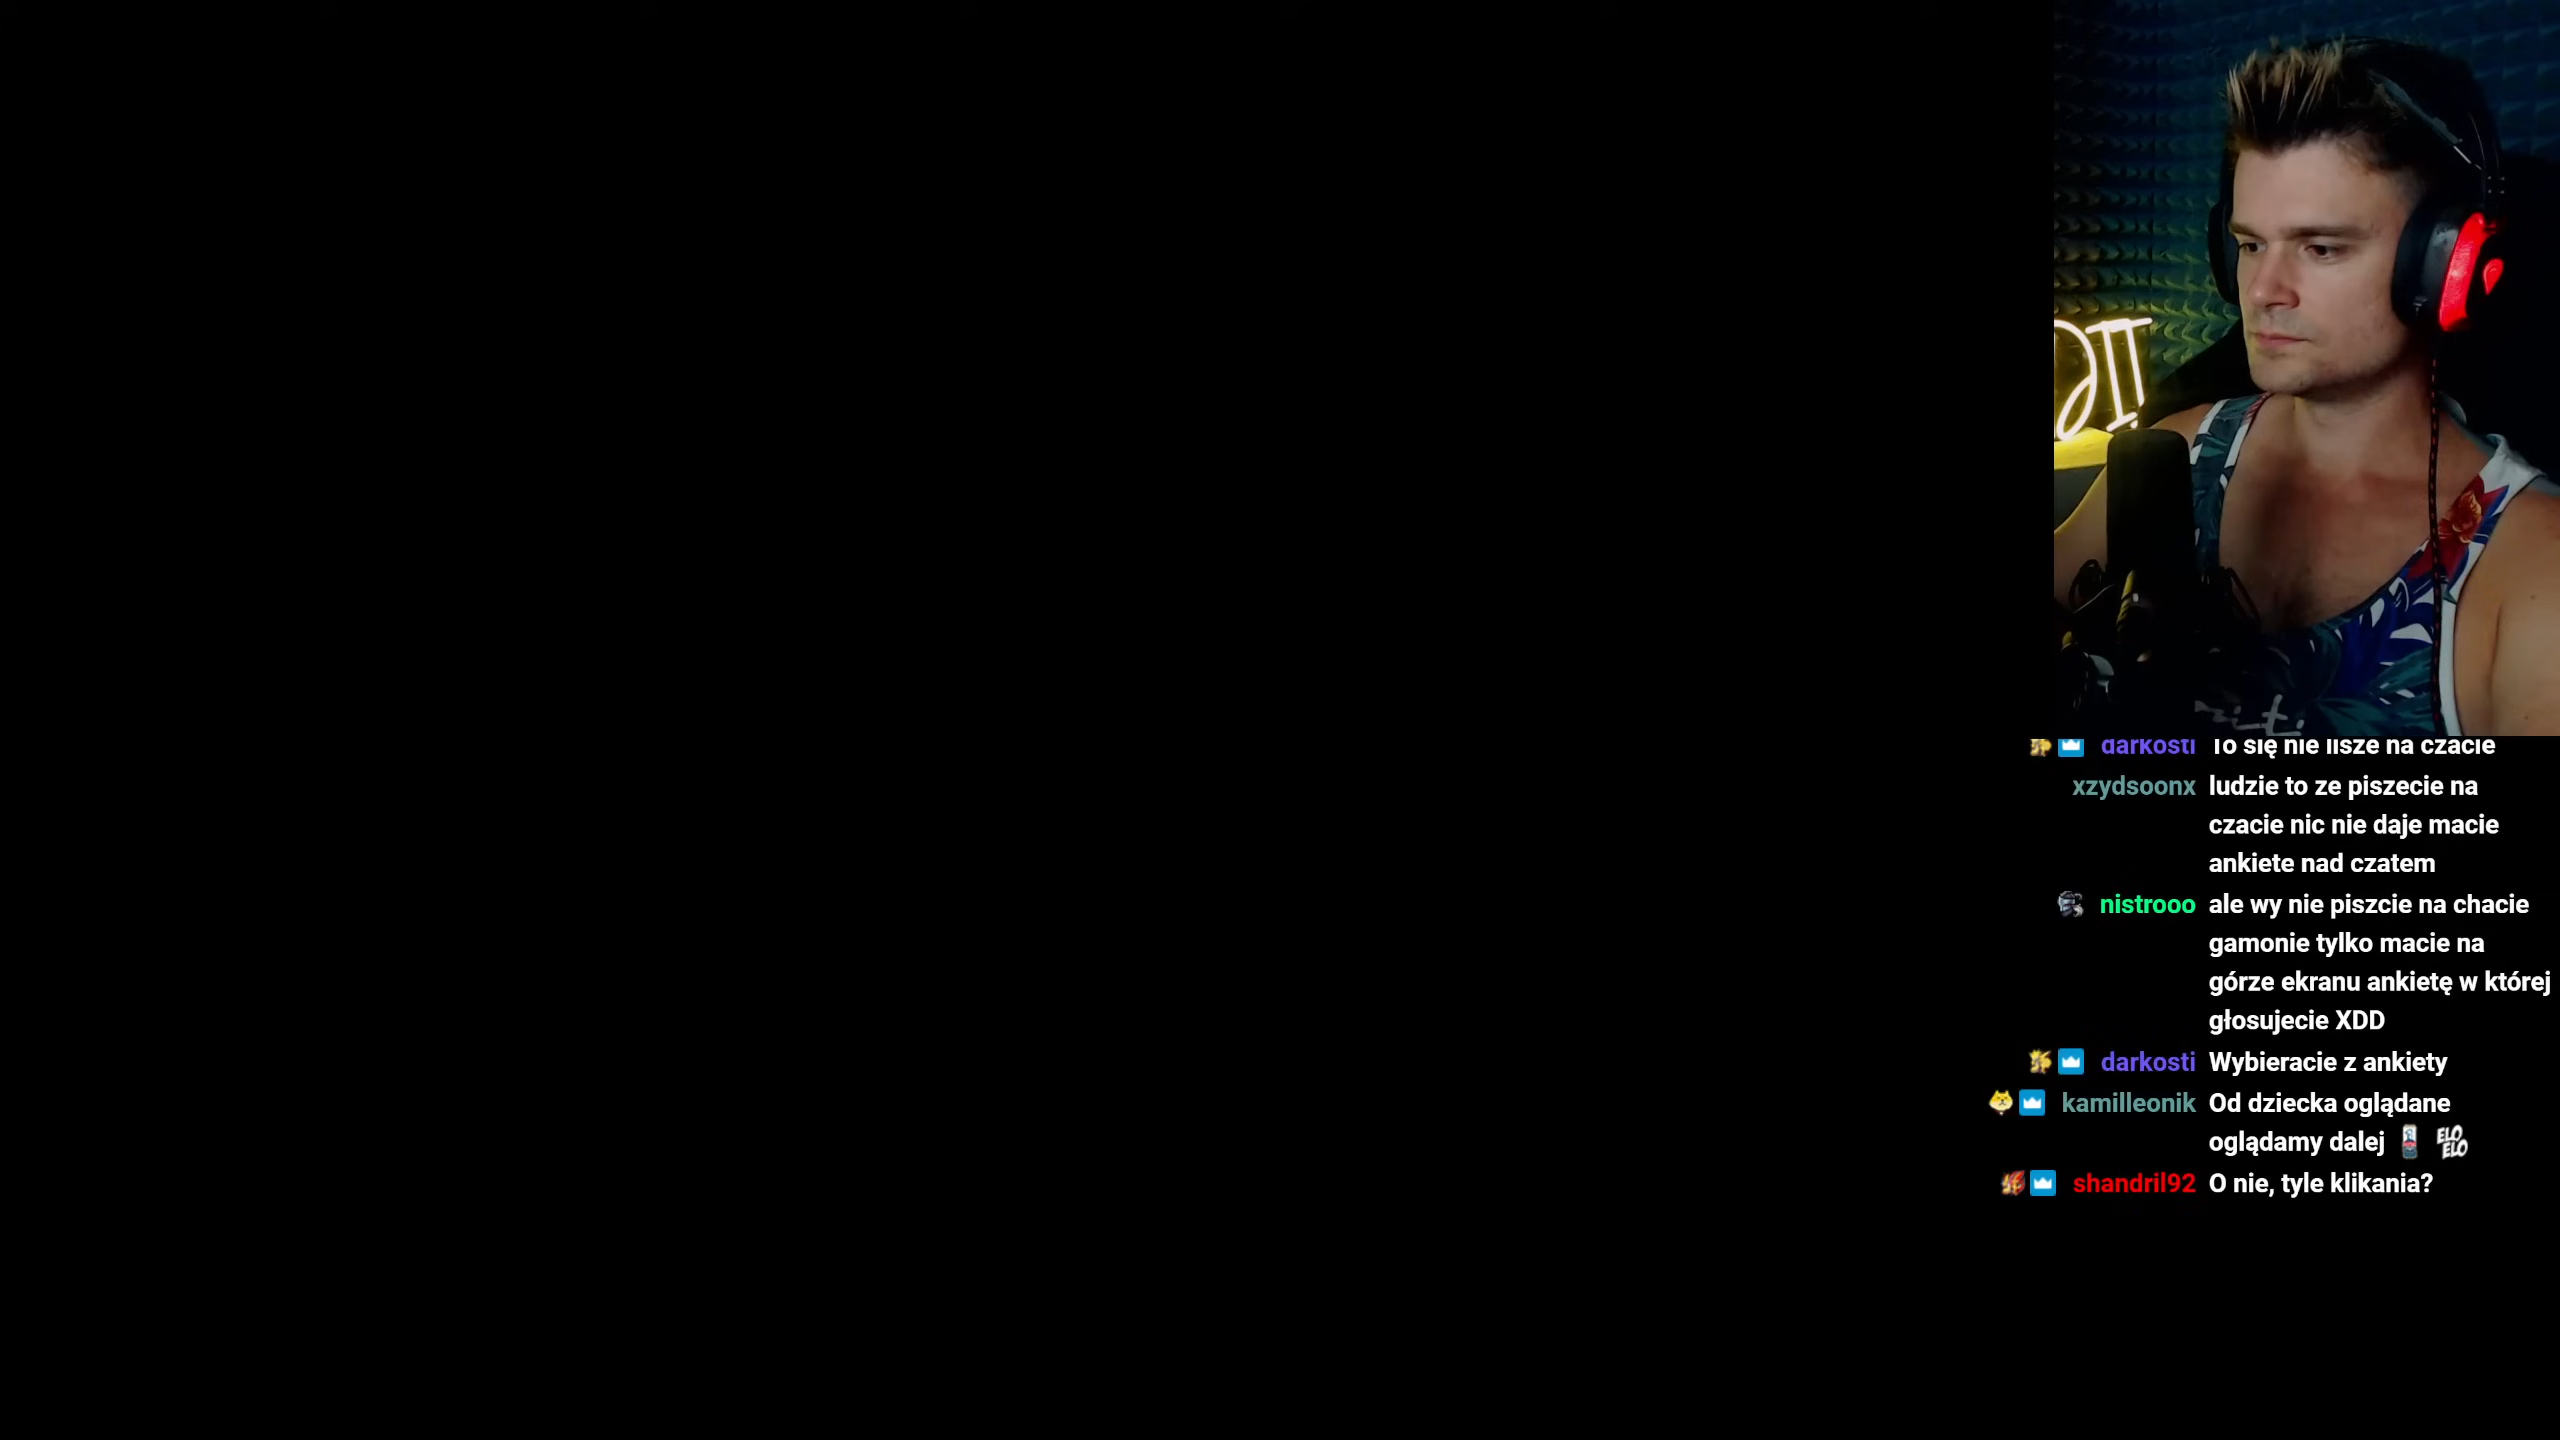 darkosti To się nie lisze na czacie
xzydsoonx ludzie to ze piszecie na
czacie nic nie daje macie
ankiete nad czatem
nistrooo ale wy nie piszcie na chacie
gamonie tylko macie na
górze ekranu ankietę w której
głosujecie XDD
darkosti Wybieracie z ankiety
kamilleonik Od dziecka oglądane
oglądamy dalej ELO
ELO
shandril92 O nie, tyle klikania?